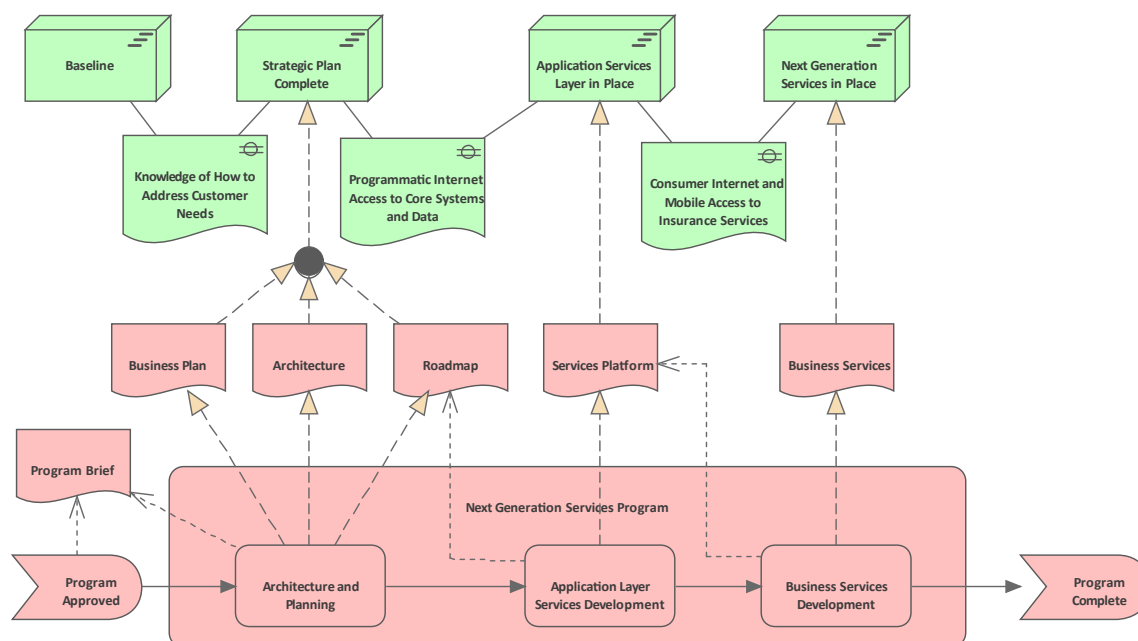 Baseline
Strategic Plan
Complete
Application Services
Layer in Place
Next Generation
Services in Place
Knowledge of How to
Address Customer
Needs
Programmatic Internet
Access to Core Systems
and Data
Consumer Internet and
Mobile Access to
Insurance Services
Business Plan
Architecture
Roadmap
Services Platform
Business Services
Program Brief
Next Generation Services Program
Program
Approved
Architecture and
Planning
Application Layer
Services Development
Business Services
Development
Program
Complete